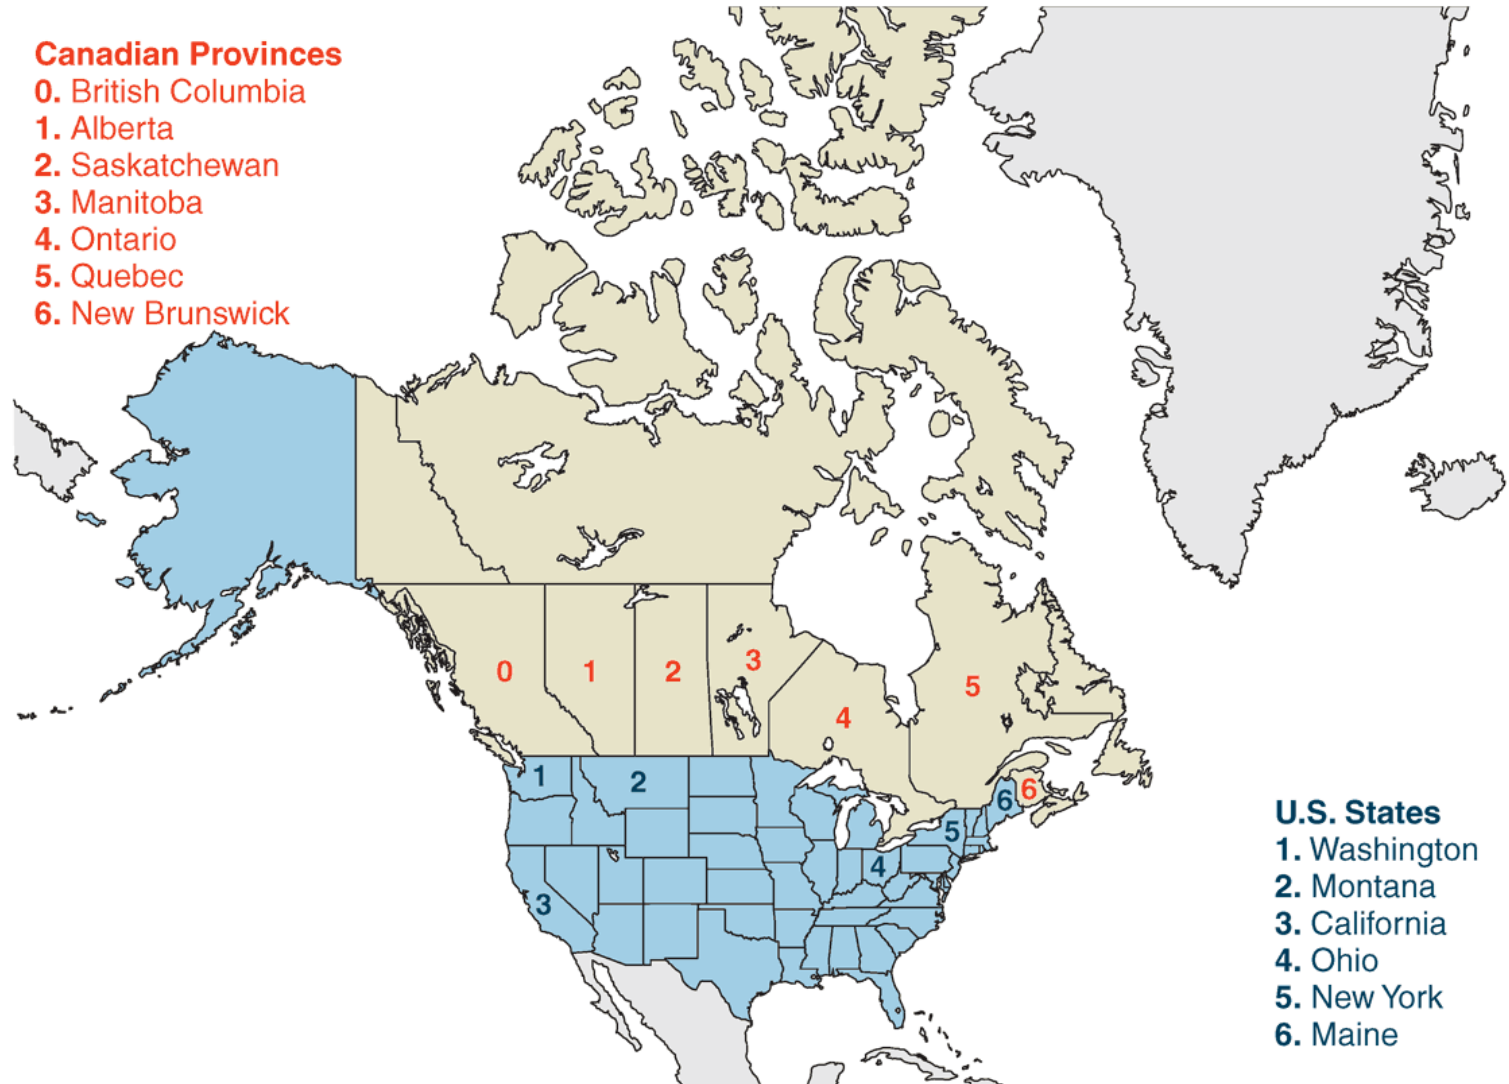 Canadian Provinces
0. British Columbia
1. Alberta
2. Saskatchewan
3. Manitoba
4. Ontario
5. Quebec
6. New Brunswick
0
1
2
3
4
5
6
1
2
3
4
5
6
U.S. States
1. Washington
2. Montana
3. California
4. Ohio
5. New York
6. Maine